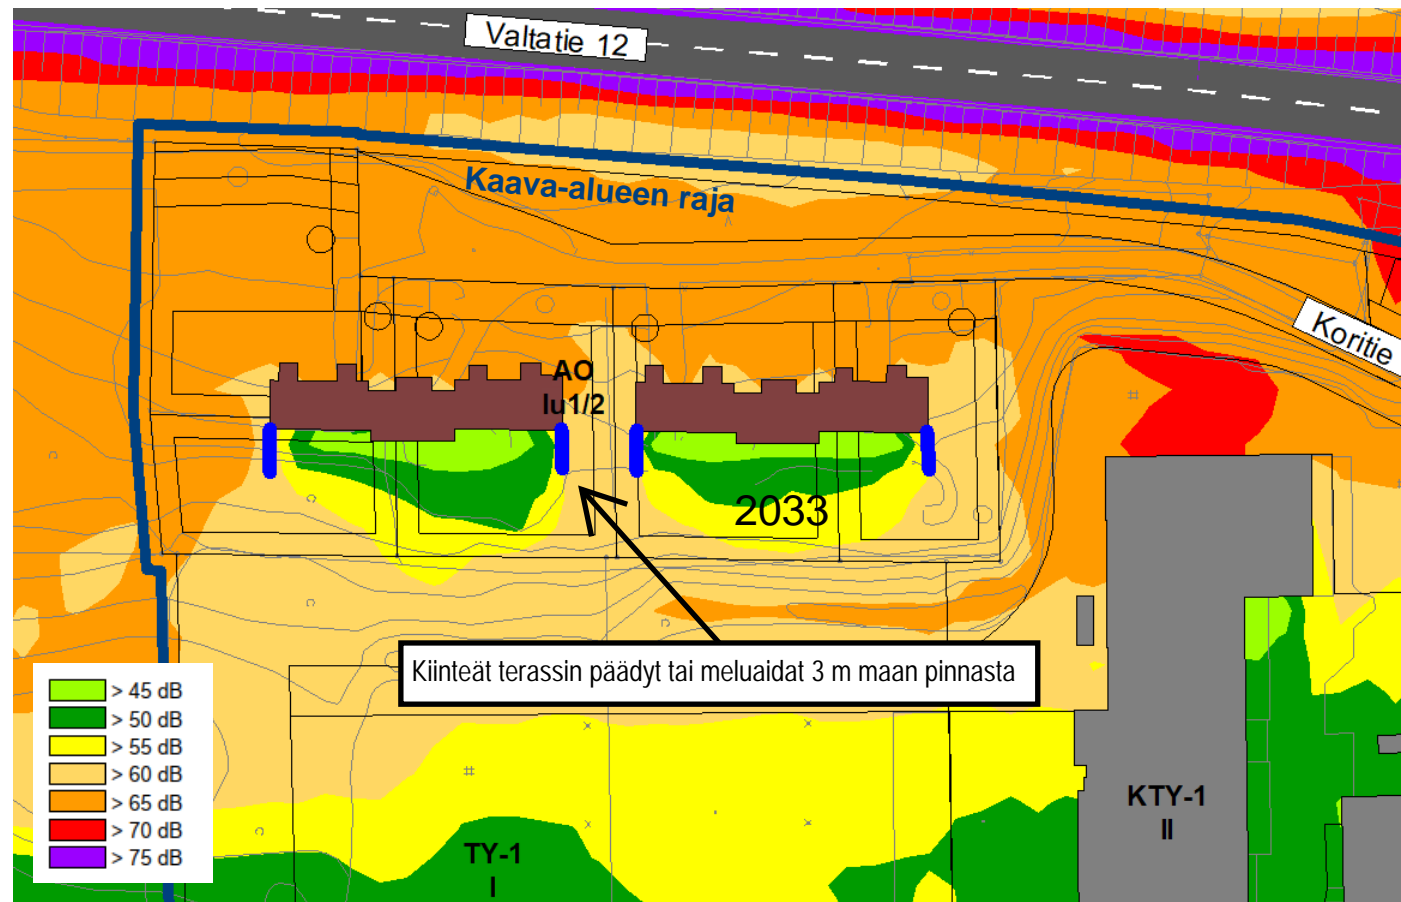 Valtatie 12
Kaava-alueen raja
Koritie
AO
Iu1/2
2033
Kiinteät terassin päädyt tai meluaidat 3 m maan pinnasta
> 45 dB
> 50 dB
> 55 dB
> 60 dB
> 65 dB
> 70 dB
> 75 dB
KTY-1
II
TY-1
I